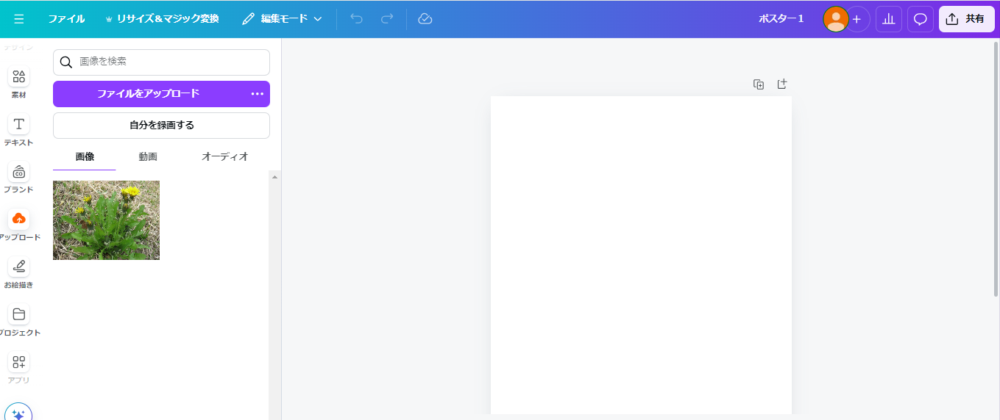 ファイル
リサイズ&マジック変換
編集モード
ポスター1
共有
デザイン
素材
テキスト
ブランド
アップロード
お絵描き
プロジェクト
アプリ
画像を検索
ファイルをアップロード
自分を録画する
画像
動画
オーディオ